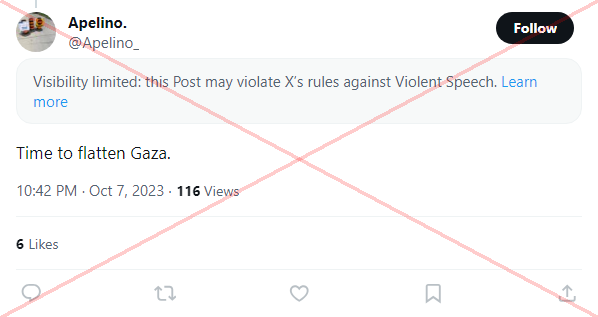 Apelino.
@Apelino_
Follow
Visibility limited: this Post may violate X's rules against Violent Speech. Learn
more
Time to flatten Gaza.
10:42 PM · Oct 7, 2023 · 116 Views
6 Likes